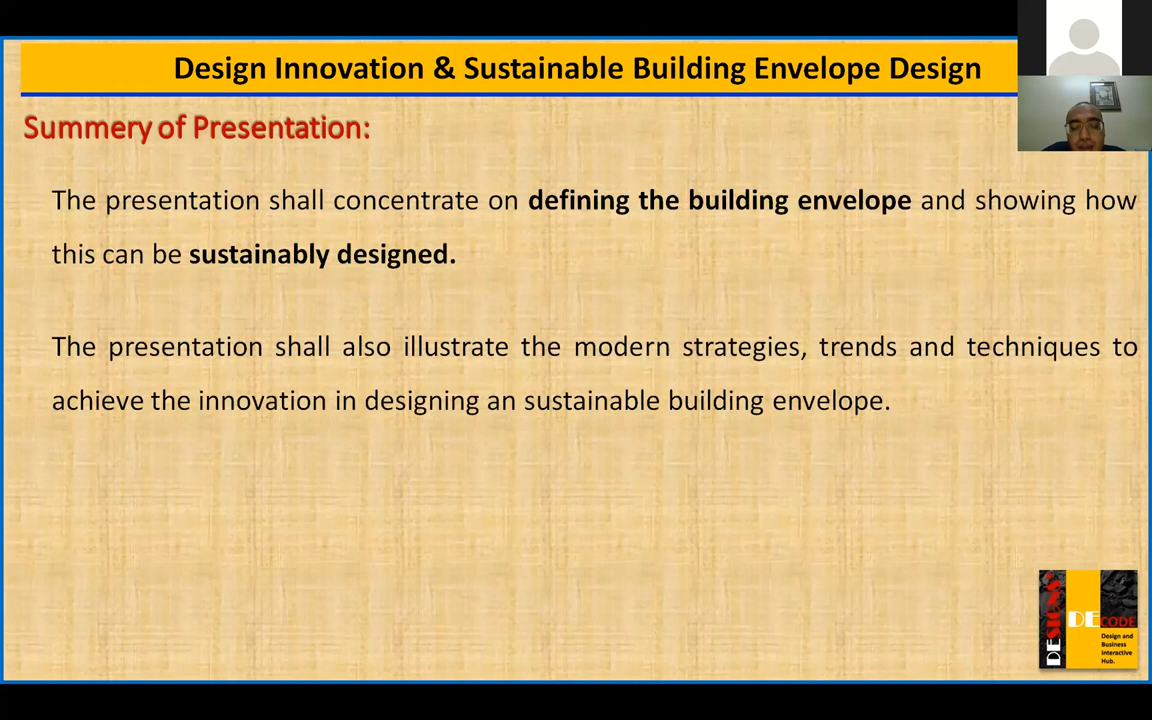 Design Innovation & Sustainable Building Envelope Design
Summery of Presentation:
The presentation shall concentrate on defining the building envelope and showing how
this can be sustainably designed.
The presentation shall also illustrate the modern strategies, trends and techniques to
achieve the innovation in designing an sustainable building envelope.
DESIGNS
DECODE
Design and
Business
Interactive
Hub.